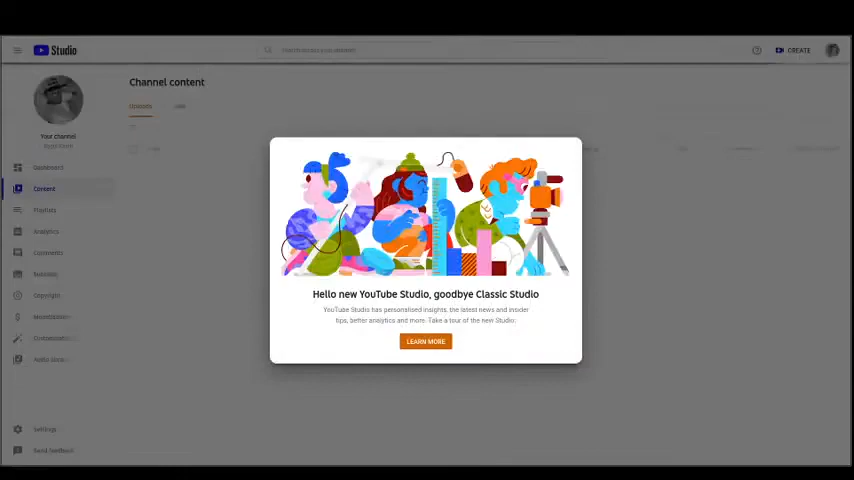 Studio
CREATE
Channel content
Uploads
Live
Your channel
Dashboard
Content
Playlists
Analytics
Comments
Subtitles
Copyright
Settings
Send feedback
Hello new YouTube Studio, goodbye Classic Studio
YouTube Studio has personalised insights, the latest news and insider
tips, better analytics and more. Take a tour of the new Studio.
LEARN MORE